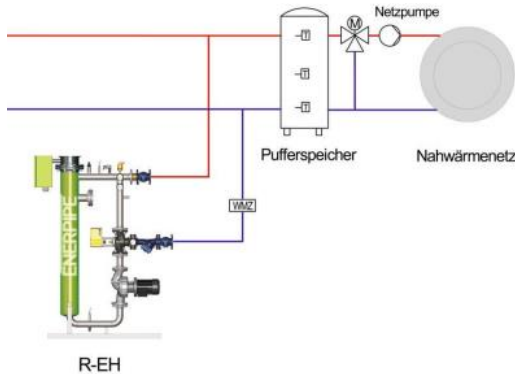 Netzpumpe
M
T
T
T
Pufferspeicher
Nahwärmenetz
WMZ
ENERPIPE
R-EH